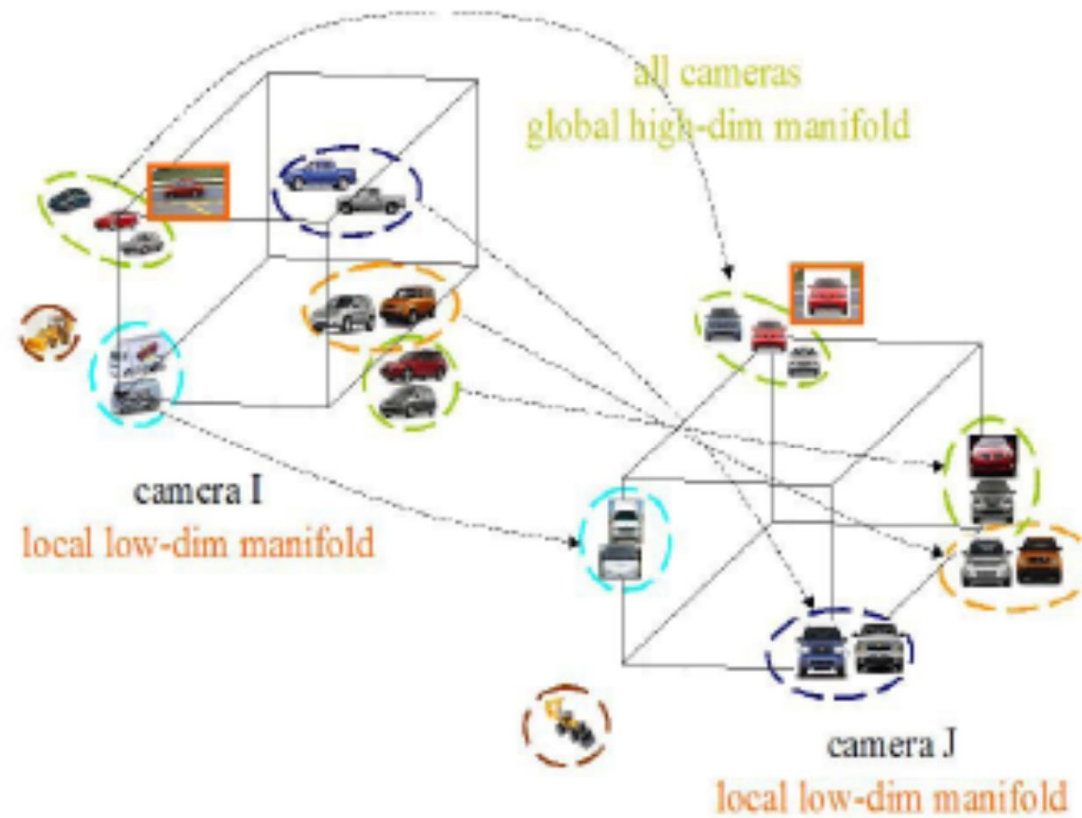 all cameras
global high-dim manifold
camera I
local low-dim manifold
camera J
local low-dim manifold